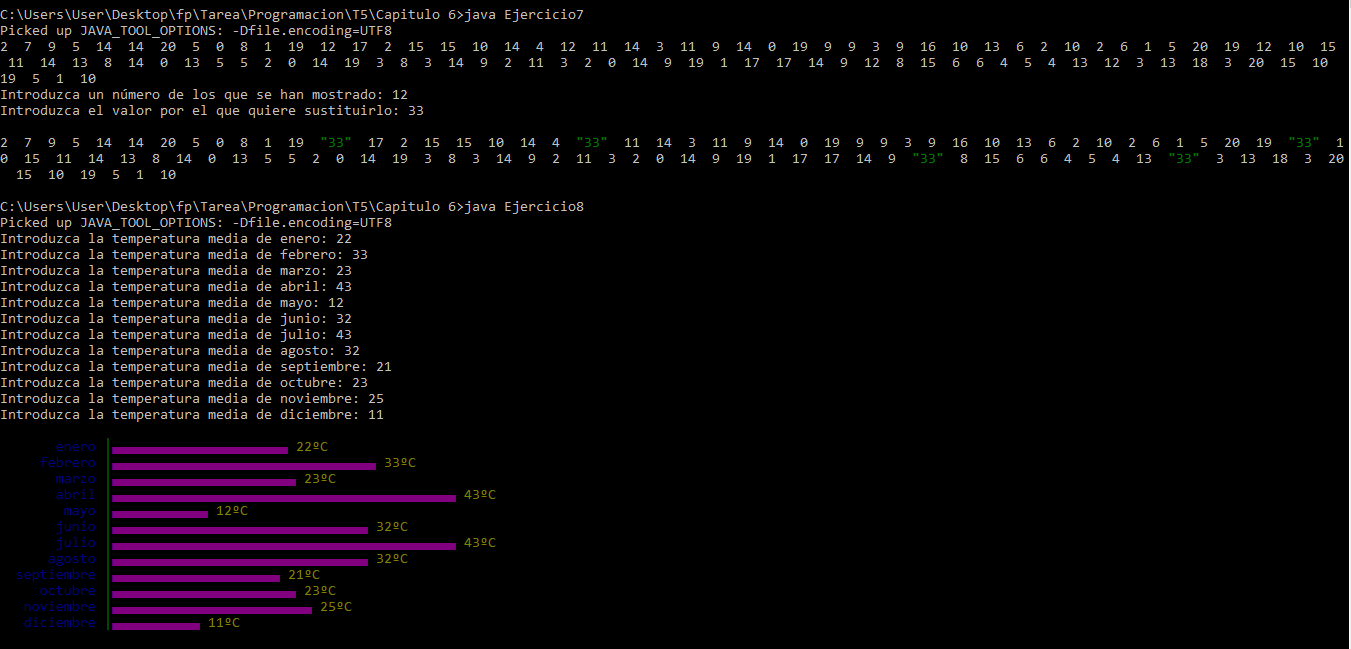 C:\Users\User\Desktop\fp\Tarea\Programacion\T5\Capitulo 6>java Ejercicio7
Picked up JAVA_TOOL_OPTIONS: -Dfile.encoding=UTF8
2 7 9 5 14 14 20 5 0 8 1 19 12 17 2 15 15 10 14 4 12 11 14 3 11 9 14 0 19 9 9 3 9 16 10 13 6 2 10 2 6 1 5 20 19 12 10 15
11 14 13 8 14 0 13 5 5 2 0 14 19 3 8 3 14 9 2 11 3 2 0 14 9 19 1 17 17 14 9 12 8 15 6 6 4 5 4 13 12 3 13 18 3 20 15 10
19 5 1 10
Introduzca un número de los que se han mostrado: 12
Introduzca el valor por el que quiere sustituirlo: 33
2 7 9 5 14 14 20 5 0 8 1 19 "33" 17 2 15 15 10 14 4 "33" 11 14 3 11 9 14 0 19 9 9 3 9 16 10 13 6 2 10 2 6 1 5 20 19 "33" 1
0 15 11 14 13 8 14 0 13 5 5 2 0 14 19 3 8 3 14 9 2 11 3 2 0 14 9 19 1 17 17 14 9 "33" 8 15 6 6 4 5 4 13 "33" 3 13 18 3 20
15 10 19 5 1 10
C:\Users\User\Desktop\fp\Tarea\Programacion\T5\Capitulo 6>java Ejercicio8
Picked up JAVA_TOOL_OPTIONS: -Dfile.encoding=UTF8
Introduzca la temperatura media de enero: 22
Introduzca la temperatura media de febrero: 33
Introduzca la temperatura media de marzo: 23
Introduzca la temperatura media de abril: 43
Introduzca la temperatura media de mayo: 12
Introduzca la temperatura media de junio: 32
Introduzca la temperatura media de julio: 43
Introduzca la temperatura media de agosto: 32
Introduzca la temperatura media de septiembre: 21
Introduzca la temperatura media de octubre: 23
Introduzca la temperatura media de noviembre: 25
Introduzca la temperatura media de diciembre: 11
enero 22ºC
febrero 33ºC
marzo 23ºC
abril 43ºC
mayo 12ºC
junio 32ºC
julio 43ºC
agosto 32ºC
septiembre 21ºC
octubre 23ºC
noviembre 25ºC
diciembre 11ºC